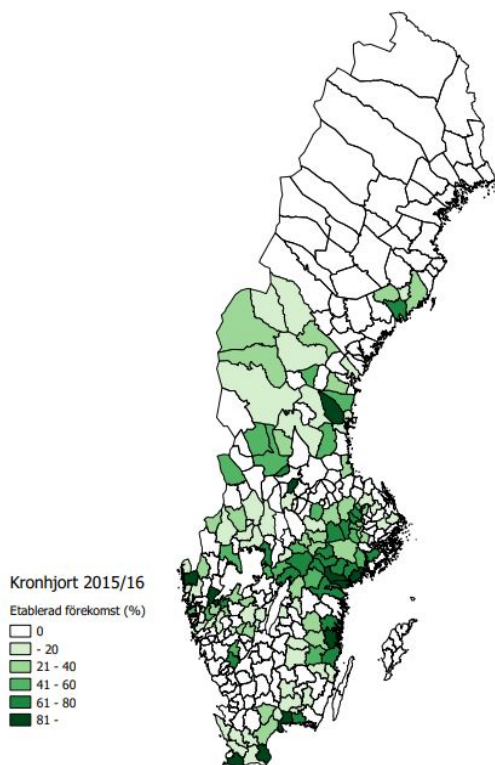 Kronhjort 2015/16
Etablerad förekomst (%)
0
- 20
21 - 40
41 - 60
61 - 80
81 -